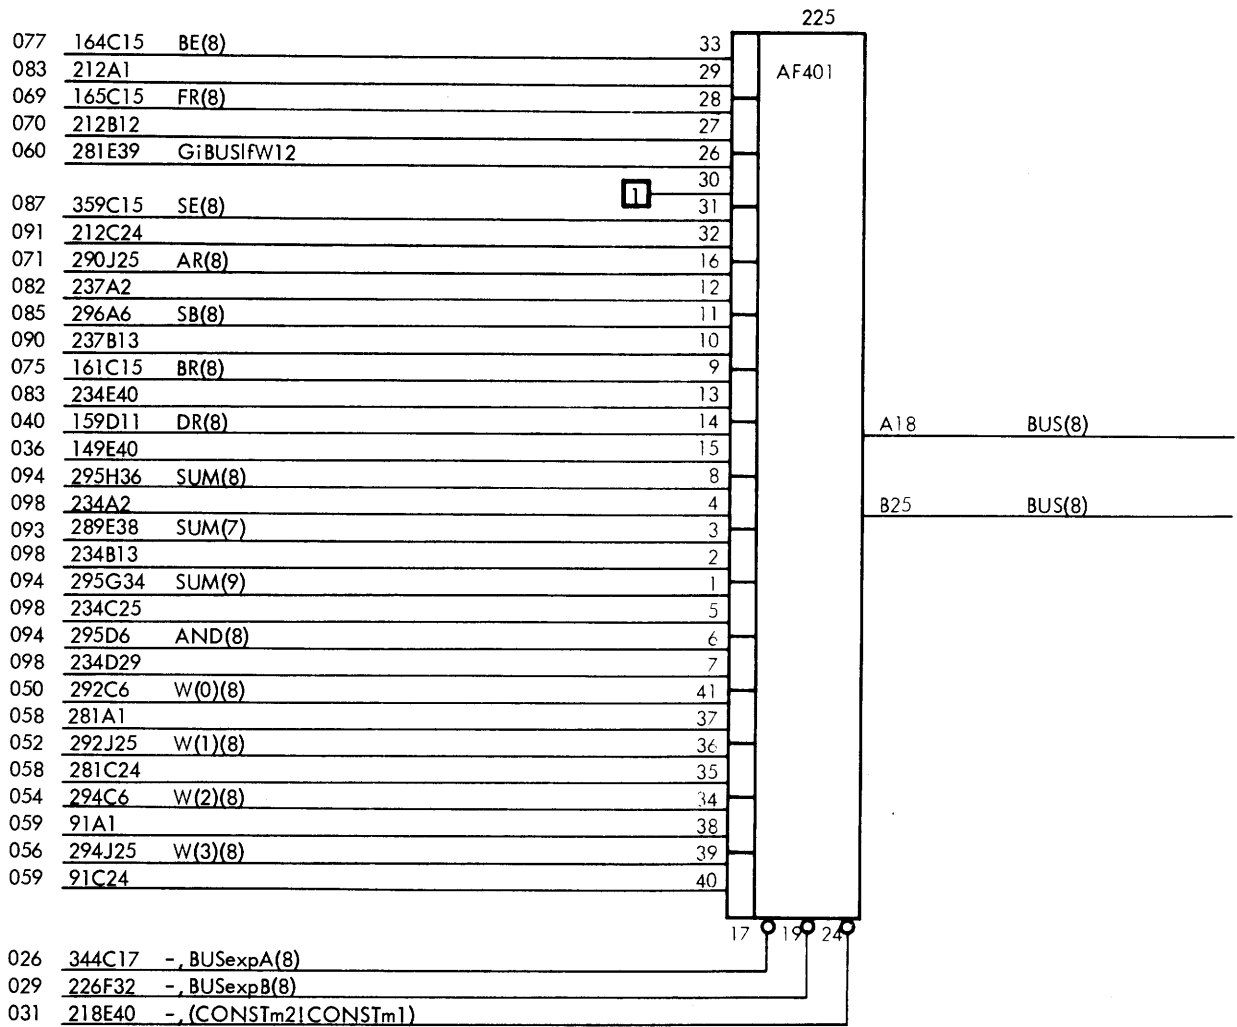 225
077 164C15 BE(8) 33
083 212A1 29 AF401
069 165C15 FR(8) 28
070 212B12 27
060 281E39 GiBUSlfW12 26
30
1
087 359C15 SE(8) 31
091 212C24 32
071 290J25 AR(8) 16
082 237A2 12
085 296A6 SB(8) 11
090 237B13 10
075 161C15 BR(8) 9
083 234E40 13
040 159D11 DR(8) 14 A18 BUS(8)
036 149E40 15
094 295H36 SUM(8) 8
098 234A2 4 B25 BUS(8)
093 289E38 SUM(7) 3
098 234B13 2
094 295G34 SUM(9) 1
098 234C25 5
094 295D6 AND(8) 6
098 234D29 7
050 292C6 W(0)(8) 41
058 281A1 37
052 292J25 W(1)(8) 36
058 281C24 35
054 294C6 W(2)(8) 34
059 91A1 38
056 294J25 W(3)(8) 39
059 91C24 40
17 19 24
026 344C17 -, BUSexpA(8)
029 226F32 -, BUSexpB(8)
031 218E40 -, (CONSTm2!CONSTm1)